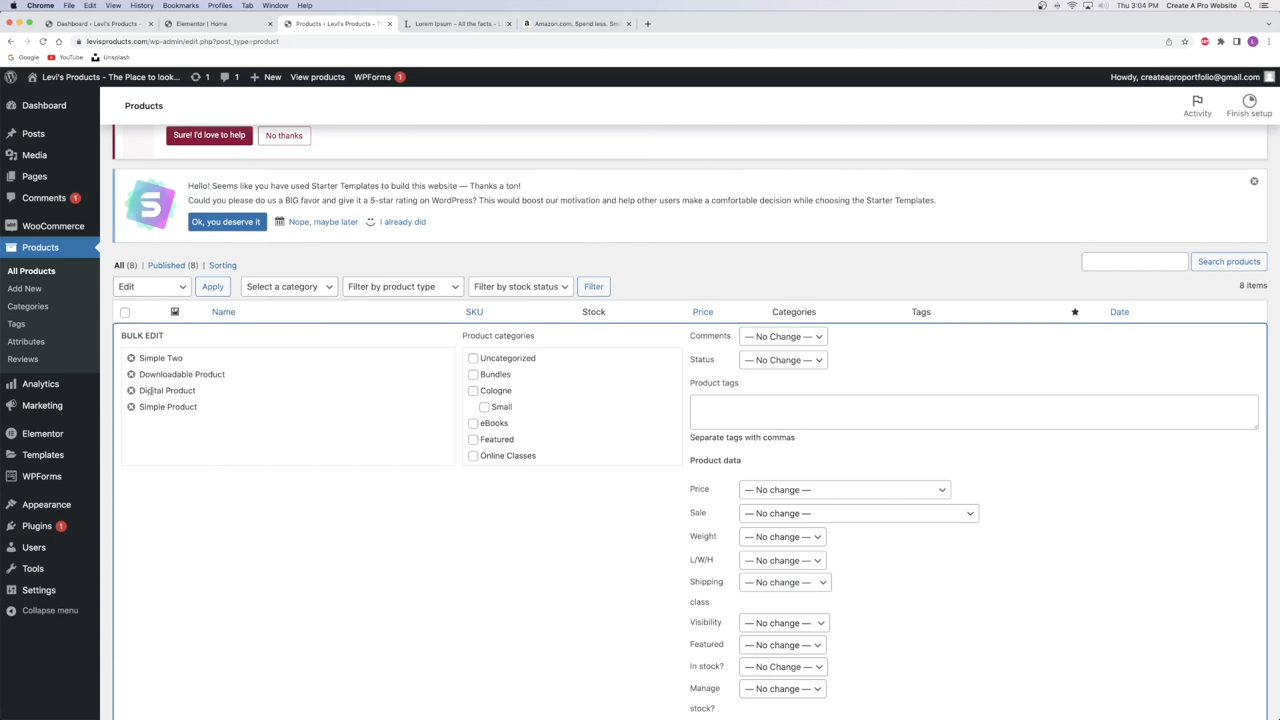 Chrome File Edit View History Bookmarks Profiles Tab Window Help Create A Pro Website Thu 3:04 PM
Dashboard ‹ Levi's Products -
Elementor | Home
Products ‹ Levi's Products – T
Lorem Ipsum - All the facts - L
Amazon.com. Spend less. Smi
levisproducts.com/wp-admin/edit.php?post_type=product
Google YouTube Unsplash
Levi's Products - The Place to look... 1 1 New View products WPForms 1 Howdy, createaproportfolio@gmail.com
Dashboard
Posts
Media
Pages
Comments 1
WooCommerce
Products
All Products
Add New
Categories
Tags
Attributes
Reviews
Analytics
Marketing
Elementor
Templates
WPForms
Appearance
Plugins 1
Users
Tools
Settings
Collapse menu
Products
Activity
Finish setup
Sure! I'd love to help No thanks
Hello! Seems like you have used Starter Templates to build this website — Thanks a ton!
Could you please do us a BIG favor and give it a 5-star rating on WordPress? This would boost our motivation and help other users make a comfortable decision while choosing the Starter Templates.
Ok, you deserve it Nope, maybe later I already did
All (8) | Published (8) | Sorting
Search products
Edit Apply Select a category Filter by product type Filter by stock status Filter
8 items
Name SKU Stock Price Categories Tags Date
BULK EDIT
Simple Two
Downloadable Product
Digital Product
Simple Product
Product categories
Uncategorized
Bundles
Cologne
Small
eBooks
Featured
Online Classes
Comments — No Change —
Status — No Change —
Product tags
Separate tags with commas
Product data
Price — No change —
Sale — No change —
Weight — No change —
L/W/H — No change —
Shipping class — No change —
Visibility — No change —
Featured — No change —
In stock? — No Change —
Manage stock? — No change —